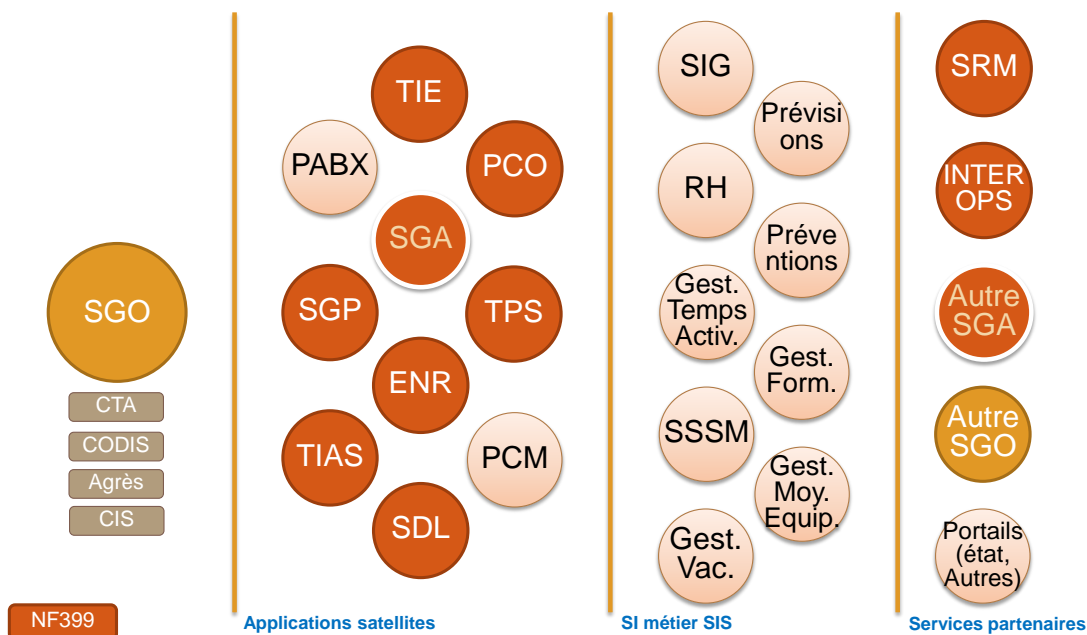 SGO
CTA
CODIS
Agrès
CIS
NF399
TIE
PABX
PCO
SGA
SGP
TPS
ENR
TIAS
PCM
SDL
Applications satellites
SIG
Prévisi
ons
RH
Préve
ntions
Gest.
Temps
Activ.
Gest.
Form.
SSSM
Gest.
Moy.
Equip.
Gest.
Vac.
SI métier SIS
SRM
INTER
OPS
Autre
SGA
Autre
SGO
Portails
(état,
Autres)
Services partenaires